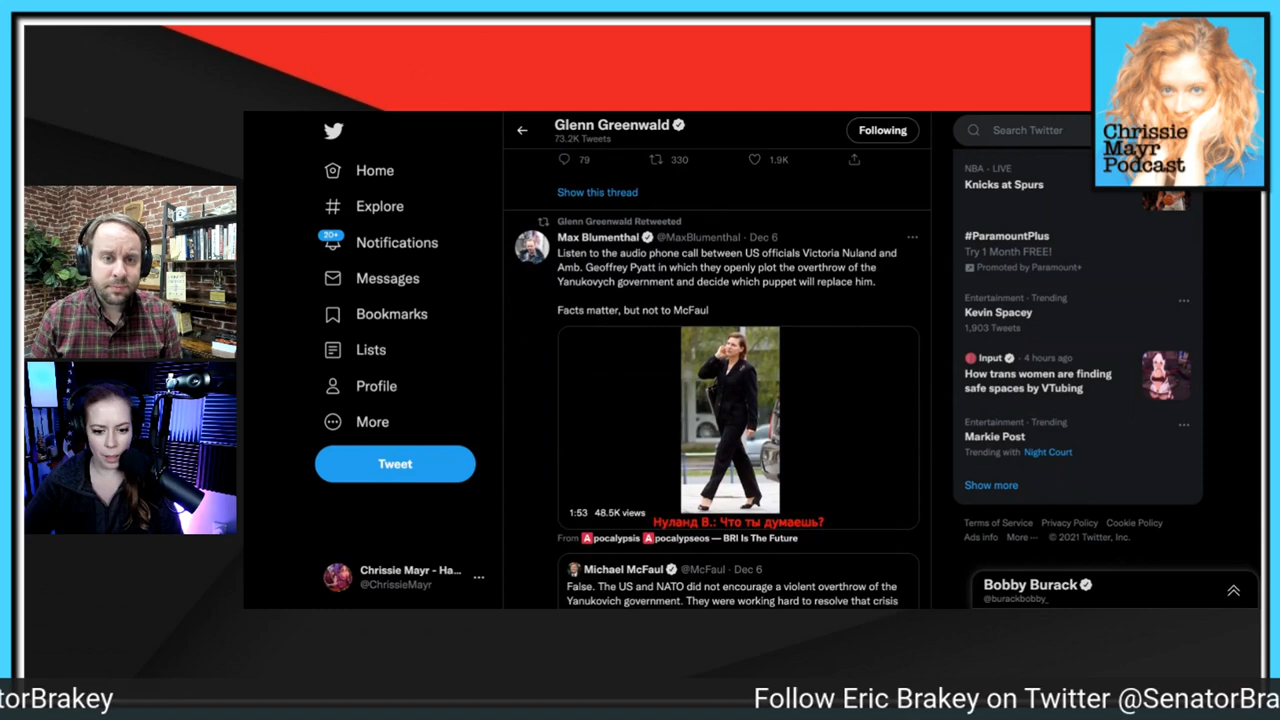 Chrissie
Mayr
Podcast
Home
Explore
20+
Notifications
Messages
Bookmarks
Lists
Profile
More
Tweet
Chrissie Mayr - Ha...
@ChrissieMayr
Glenn Greenwald
73.2K Tweets
Following
79 330 1.9K
Show this thread
Glenn Greenwald Retweeted
Max Blumenthal @MaxBlumenthal · Dec 6
Listen to the audio phone call between US officials Victoria Nuland and
Amb. Geoffrey Pyatt in which they openly plot the overthrow of the
Yanukovych government and decide which puppet will replace him.
Facts matter, but not to McFaul
1:53 48.5K views
Нуланд В.: Что ты думаешь?
From 🅰pocalypsis 🅰pocalypseos — BRI Is The Future
Michael McFaul @McFaul · Dec 6
False. The US and NATO did not encourage a violent overthrow of the
Yanukovich government. They were working hard to resolve that crisis
Search Twitter
NBA · LIVE
Knicks at Spurs
#ParamountPlus
Try 1 Month FREE!
Promoted by Paramount+
Entertainment · Trending
Kevin Spacey
1,903 Tweets
Input · 4 hours ago
How trans women are finding
safe spaces by VTubing
Entertainment · Trending
Markie Post
Trending with Night Court
Show more
Terms of Service Privacy Policy Cookie Policy
Ads info More ··· © 2021 Twitter, Inc.
Bobby Burack
@burackbobby_
torBrakey Follow Eric Brakey on Twitter @SenatorBra